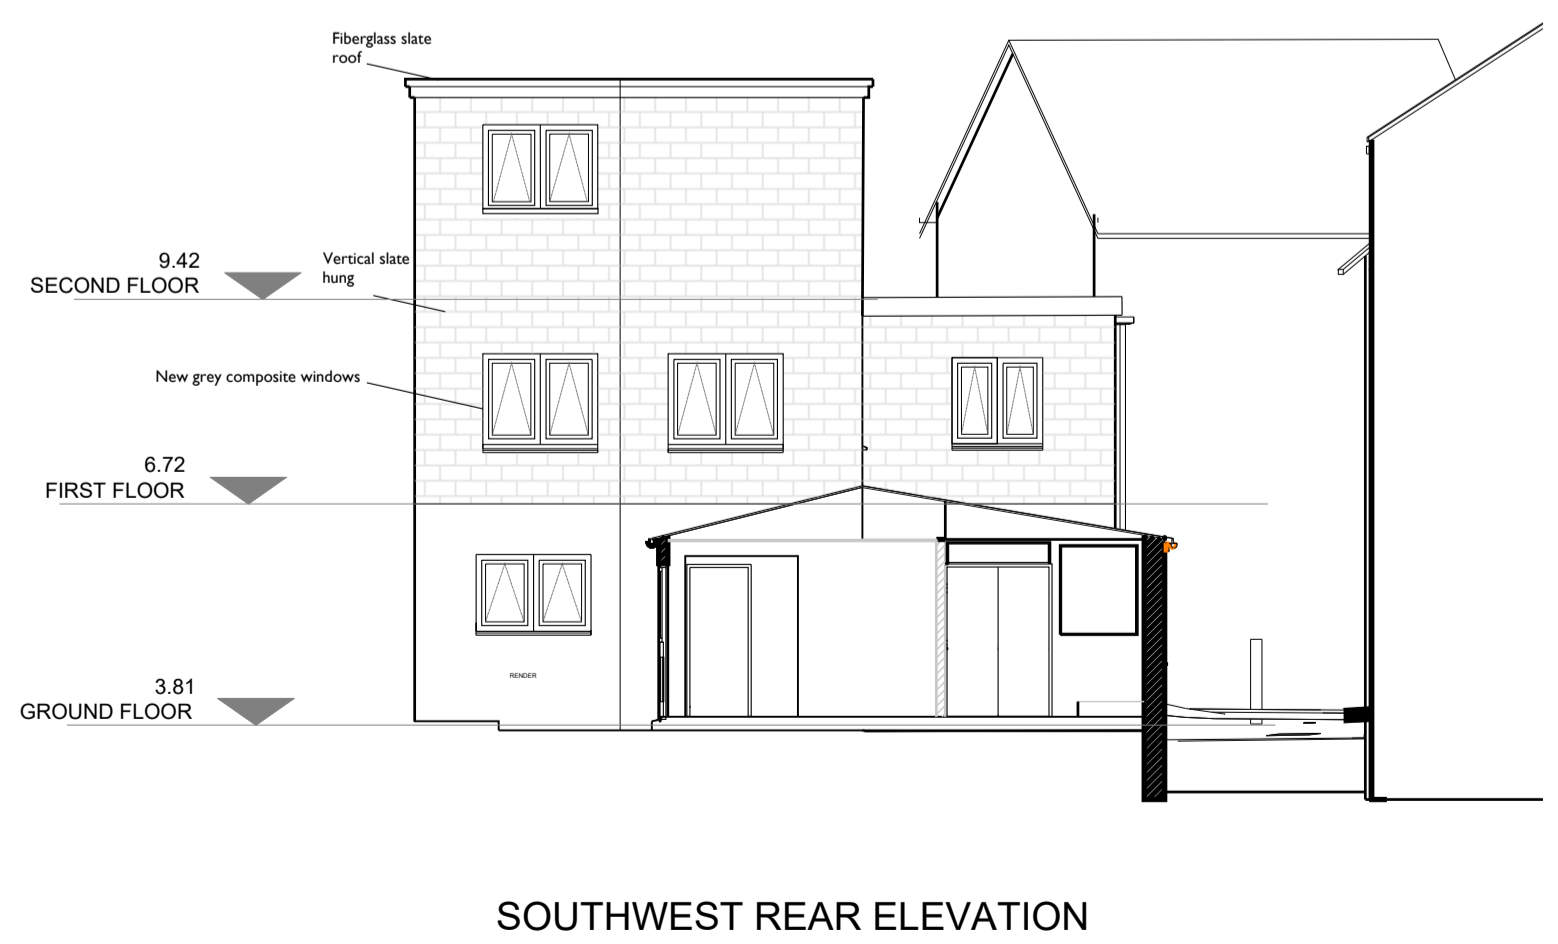 Fiberglass slate
roof
9.42
SECOND FLOOR
Vertical slate
hung
New grey composite windows
6.72
FIRST FLOOR
RENDER
3.81
GROUND FLOOR
SOUTHWEST REAR ELEVATION